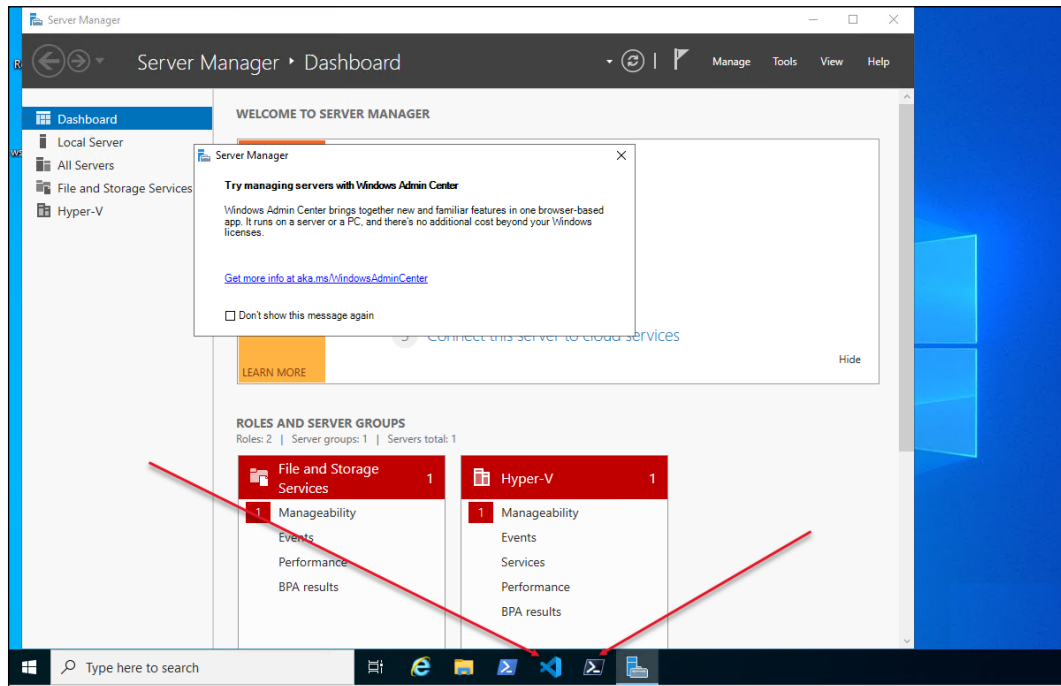 Server Manager
Server Manager • Dashboard
Manage Tools View Help
Dashboard
Local Server
All Servers
File and Storage Services
Hyper-V
WELCOME TO SERVER MANAGER
Server Manager
Try managing servers with Windows Admin Center
Windows Admin Center brings together new and familiar features in one browser-based
app. It runs on a server or a PC, and there's no additional cost beyond your Windows
licenses.
Get more info at aka.ms/WindowsAdminCenter
Don't show this message again
Connect this server to cloud services
Hide
LEARN MORE
ROLES AND SERVER GROUPS
Roles: 2 | Server groups: 1 | Servers total: 1
File and Storage
Services 1
1 Manageability
Events
Performance
BPA results
Hyper-V 1
1 Manageability
Events
Services
Performance
BPA results
Type here to search